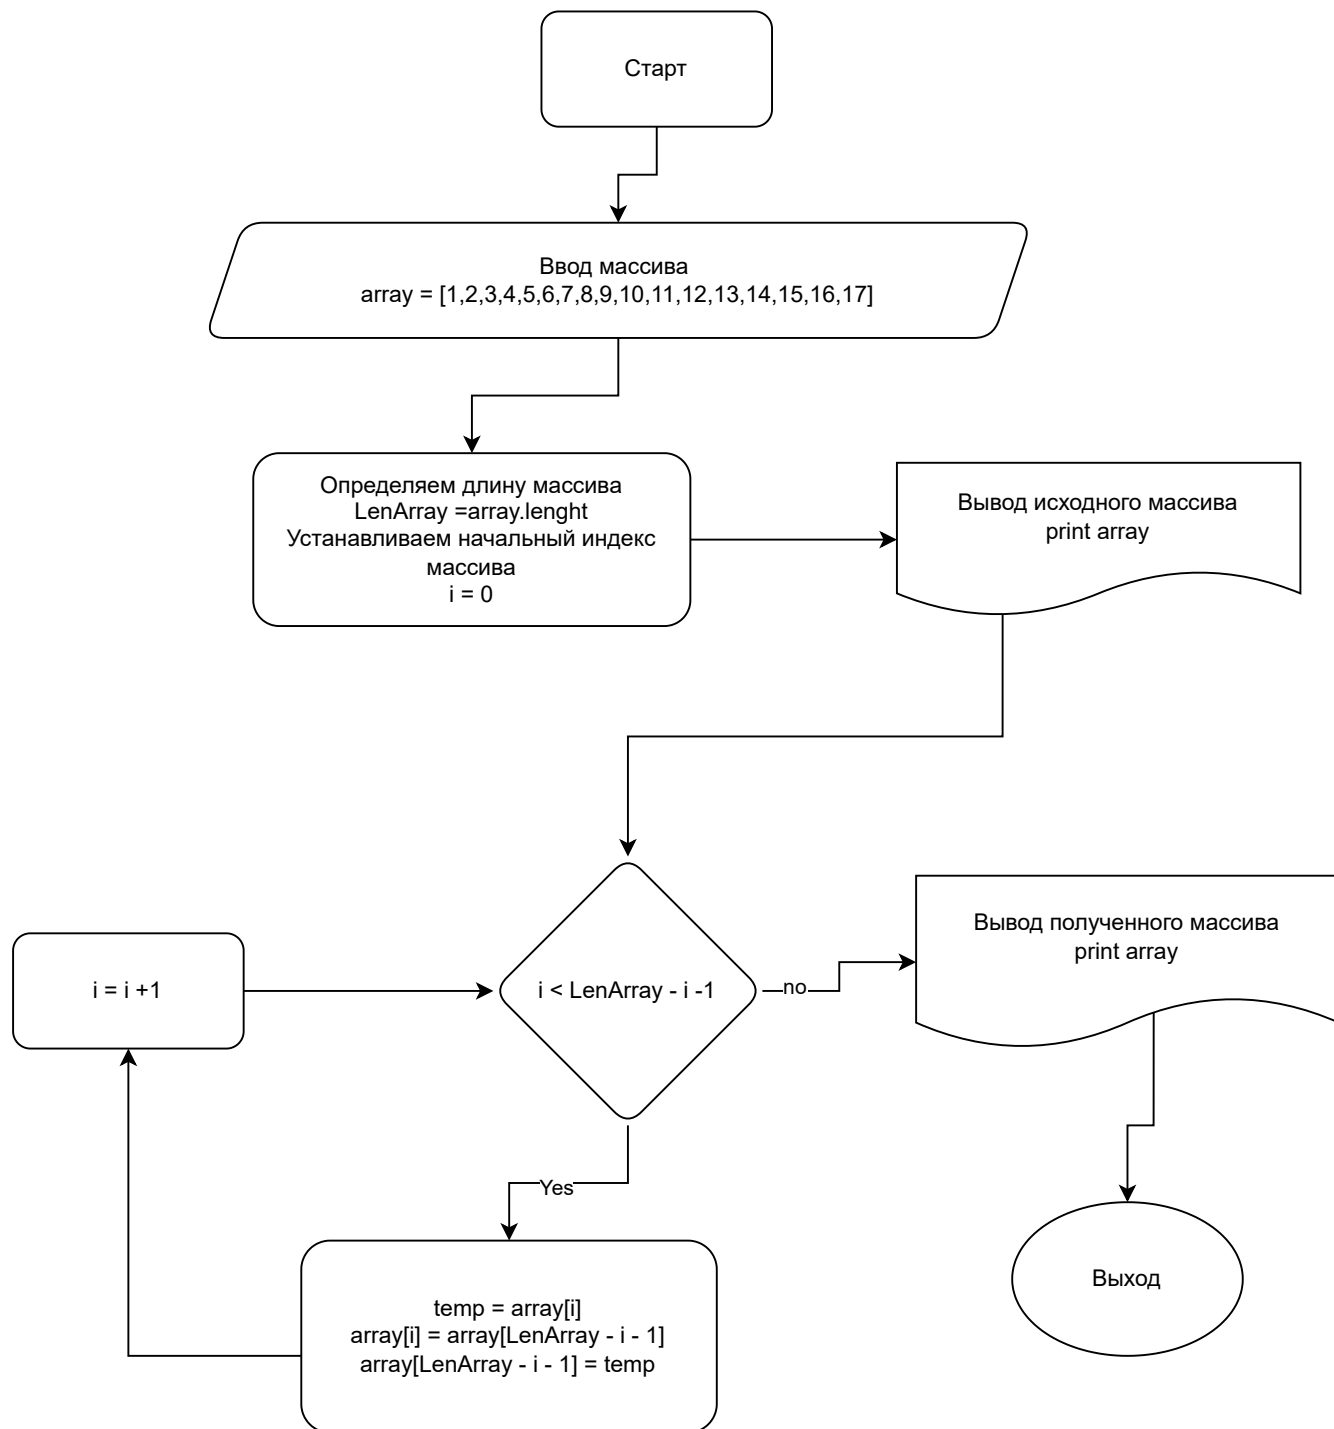 Старт
Ввод массива
array = [1,2,3,4,5,6,7,8,9,10,11,12,13,14,15,16,17]
Определяем длину массива
LenArray =array.lenght
Устанавливаем начальный индекс
массива
i = 0
Вывод исходного массива
print array
i < LenArray - i -1
no
Вывод полученного массива
print array
i = i +1
Yes
temp = array[i]
array[i] = array[LenArray - i - 1]
array[LenArray - i - 1] = temp
Выход